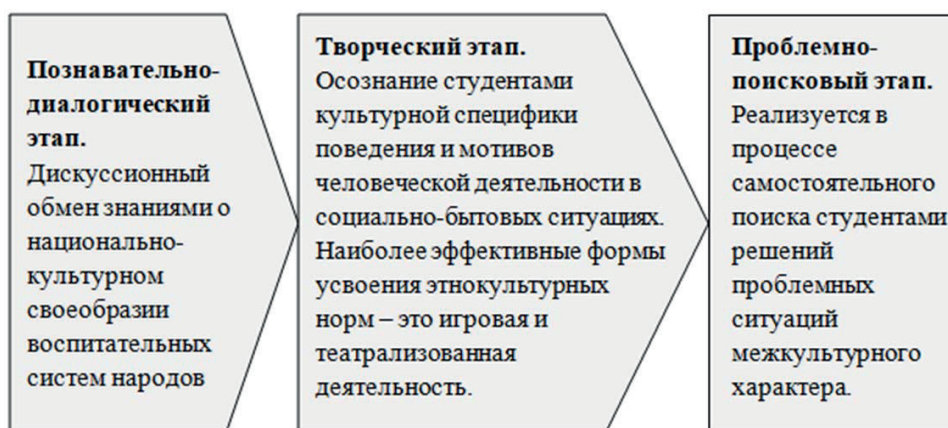 Познавательно-
диалогический
этап.
Дискуссионный
обмен знаниями о
национально-
культурном
своеобразии
воспитательных
систем народов
Творческий этап.
Осознание студентами
культурной специфики
поведения и мотивов
человеческой деятельности в
социально-бытовых ситуациях.
Наиболее эффективные формы
усвоения этнокультурных
норм – это игровая и
театрализованная
деятельность.
Проблемно-
поисковый этап.
Реализуется в
процессе
самостоятельного
поиска студентами
решений
проблемных
ситуаций
межкультурного
характера.